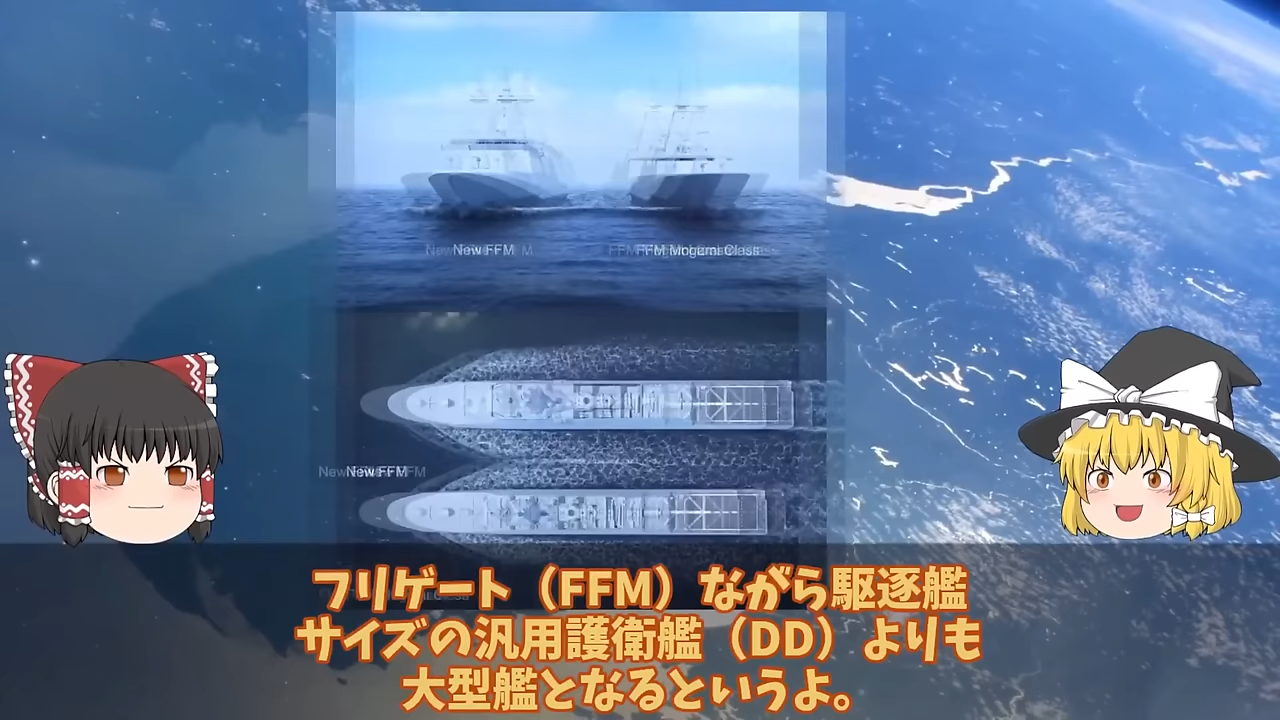 New FFM
FFM Mogami Class
New FFM
フリゲート（FFM）ながら駆逐艦
サイズの汎用護衛艦（DD）よりも
大型艦となるというよ。